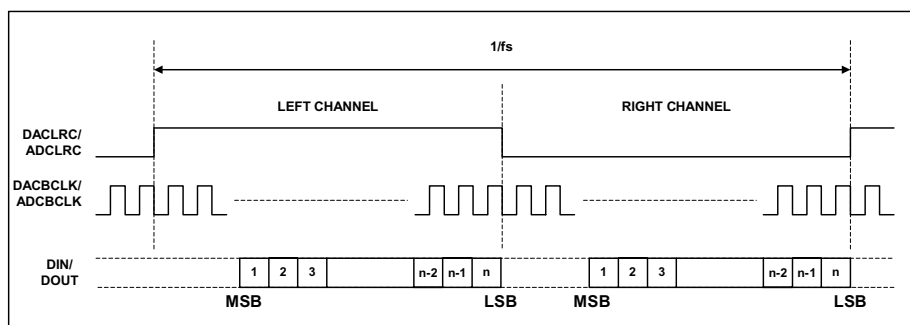 1/fs
LEFT CHANNEL
RIGHT CHANNEL
DACLRC/
ADCLRC
DACBCLK/
ADCBCLK
DIN/
DOUT
1 2 3 n-2 n-1 n 1 2 3 n-2 n-1 n
MSB LSB MSB LSB